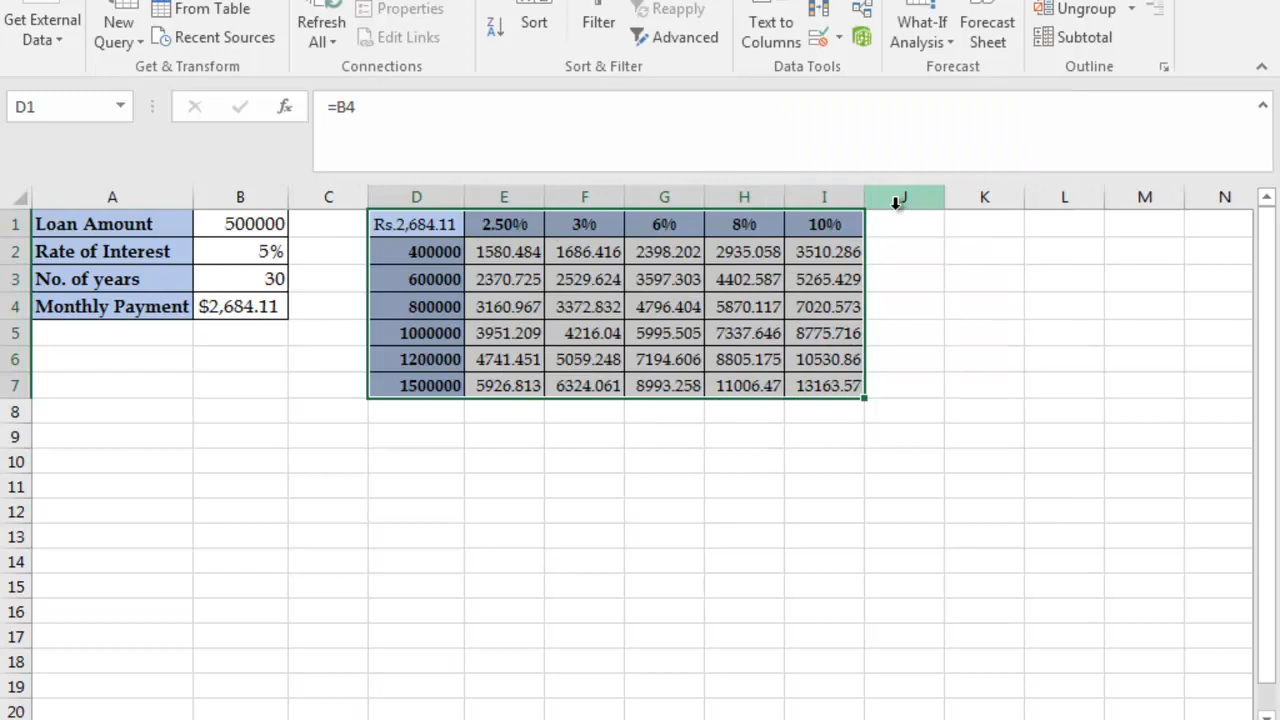 From Table Properties Reapply Ungroup
Get External Data New Query Recent Sources Refresh All Edit Links Sort Filter Advanced Text to Columns What-If Analysis Forecast Sheet Subtotal
Get & Transform Connections Sort & Filter Data Tools Forecast Outline
D1 fx =B4
A B C D E F G H I J K L M N
1 Loan Amount 500000 Rs.2,684.11 2.50% 3% 6% 8% 10%
2 Rate of Interest 5% 400000 1580.484 1686.416 2398.202 2935.058 3510.286
3 No. of years 30 600000 2370.725 2529.624 3597.303 4402.587 5265.429
4 Monthly Payment $2,684.11 800000 3160.967 3372.832 4796.404 5870.117 7020.573
5 1000000 3951.209 4216.04 5995.505 7337.646 8775.716
6 1200000 4741.451 5059.248 7194.606 8805.175 10530.86
7 1500000 5926.813 6324.061 8993.258 11006.47 13163.57
8
9
10
11
12
13
14
15
16
17
18
19
20